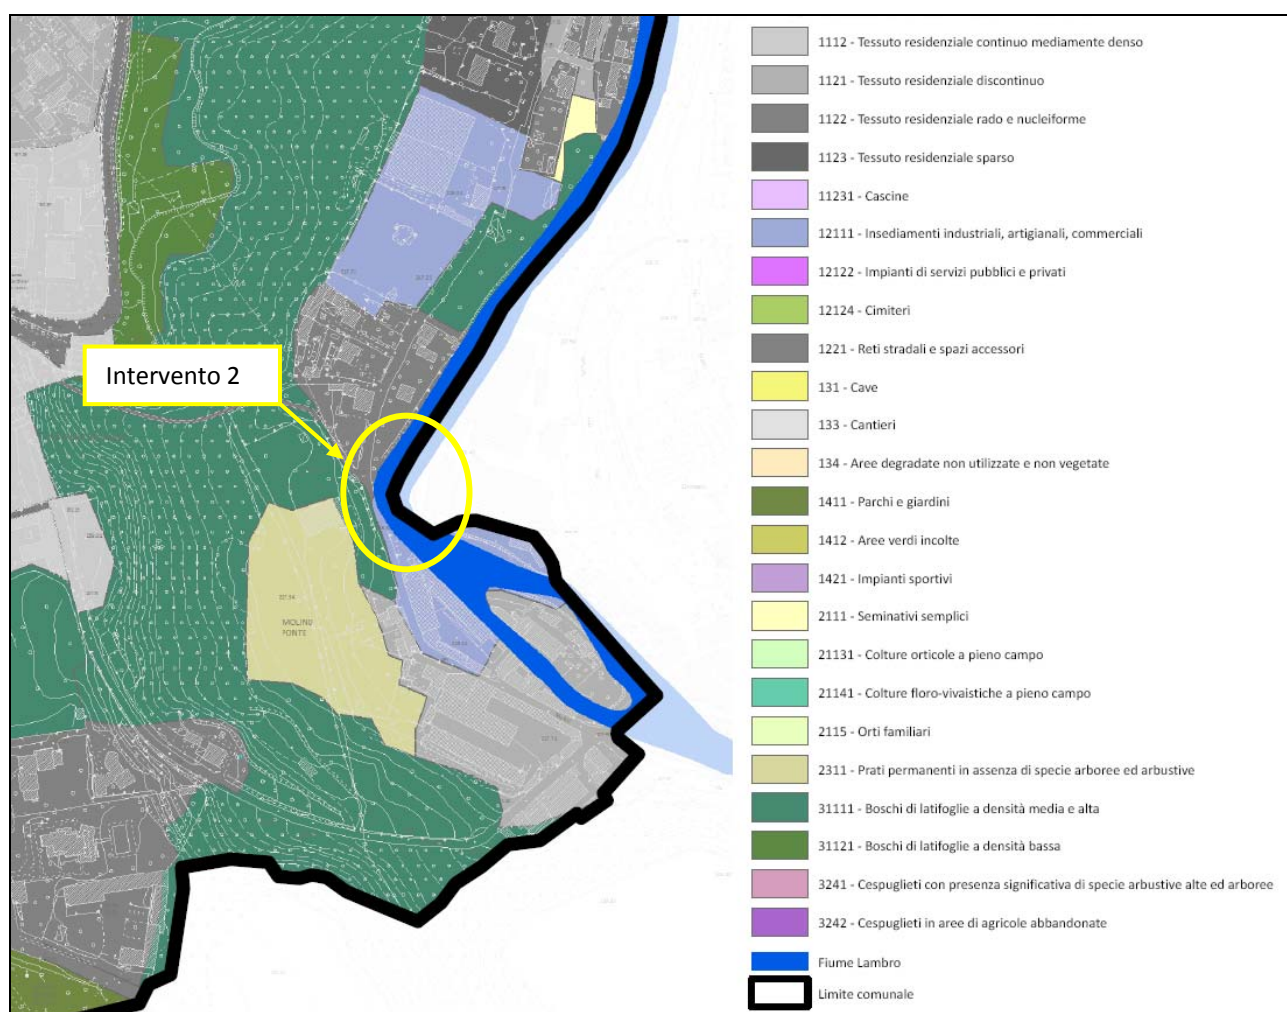 Intervento 2
MOLINO
PONTE
1112 - Tessuto residenziale continuo mediamente denso
1121 - Tessuto residenziale discontinuo
1122 - Tessuto residenziale rado e nucleiforme
1123 - Tessuto residenziale sparso
11231 - Cascine
12111 - Insediamenti industriali, artigianali, commerciali
12122 - Impianti di servizi pubblici e privati
12124 - Cimiteri
1221 - Reti stradali e spazi accessori
131 - Cave
133 - Cantieri
134 - Aree degradate non utilizzate e non vegetate
1411 - Parchi e giardini
1412 - Aree verdi incolte
1421 - Impianti sportivi
2111 - Seminativi semplici
21131 - Colture orticole a pieno campo
21141 - Colture floro-vivaistiche a pieno campo
2115 - Orti familiari
2311 - Prati permanenti in assenza di specie arboree ed arbustive
31111 - Boschi di latifoglie a densità media e alta
31121 - Boschi di latifoglie a densità bassa
3241 - Cespuglieti con presenza significativa di specie arbustive alte ed arboree
3242 - Cespuglieti in aree di agricole abbandonate
Fiume Lambro
Limite comunale